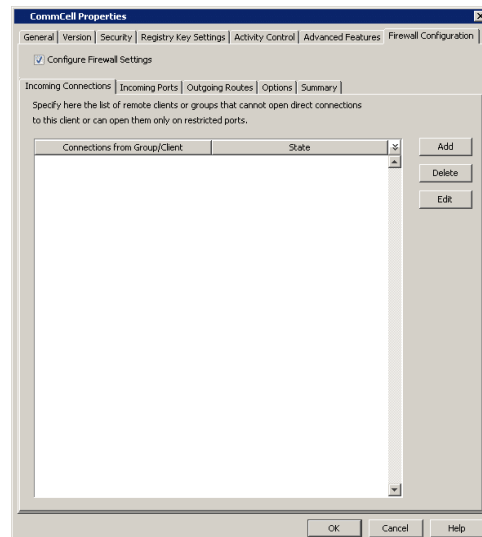 CommCell Properties
General Version Security Registry Key Settings Activity Control Advanced Features Firewall Configuration
Configure Firewall Settings
Incoming Connections Incoming Ports Outgoing Routes Options Summary
Specify here the list of remote clients or groups that cannot open direct connections
to this client or can open them only on restricted ports.
Connections from Group/Client State
Add
Delete
Edit
OK Cancel Help